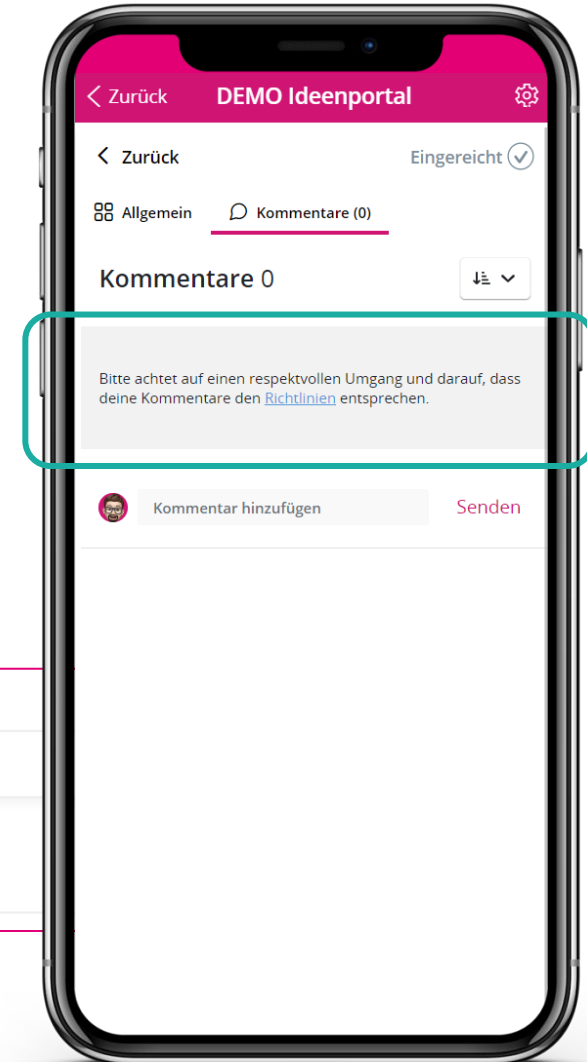 Zurück DEMO Ideenportal
Zurück Eingereicht
Allgemein Kommentare (0)
Kommentare 0
Bitte achtet auf einen respektvollen Umgang und darauf, dass
deine Kommentare den Richtlinien entsprechen.
Kommentar hinzufügen Senden